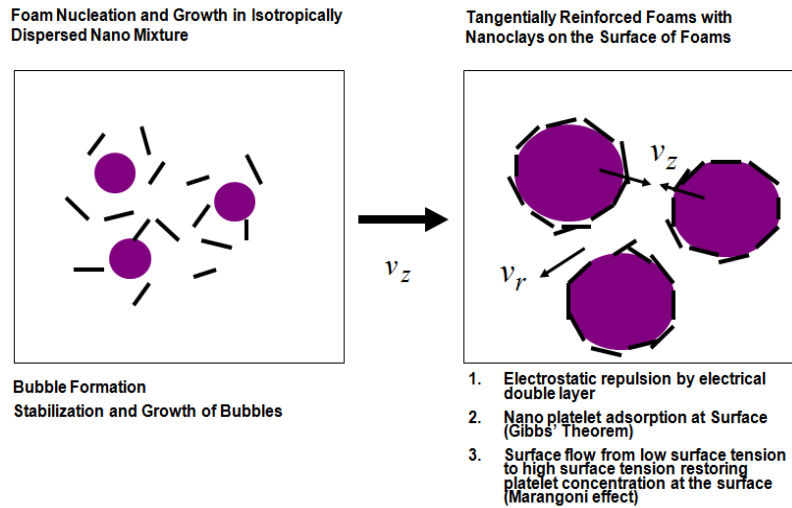 Foam Nucleation and Growth in Isotropically
Dispersed Nano Mixture
Tangentially Reinforced Foams with
Nanoclays on the Surface of Foams
v_z
v_z
v_r
Bubble Formation
Stabilization and Growth of Bubbles
1. Electrostatic repulsion by electrical
double layer
2. Nano platelet adsorption at Surface
(Gibbs' Theorem)
3. Surface flow from low surface tension
to high surface tension restoring
platelet concentration at the surface
(Marangoni effect)